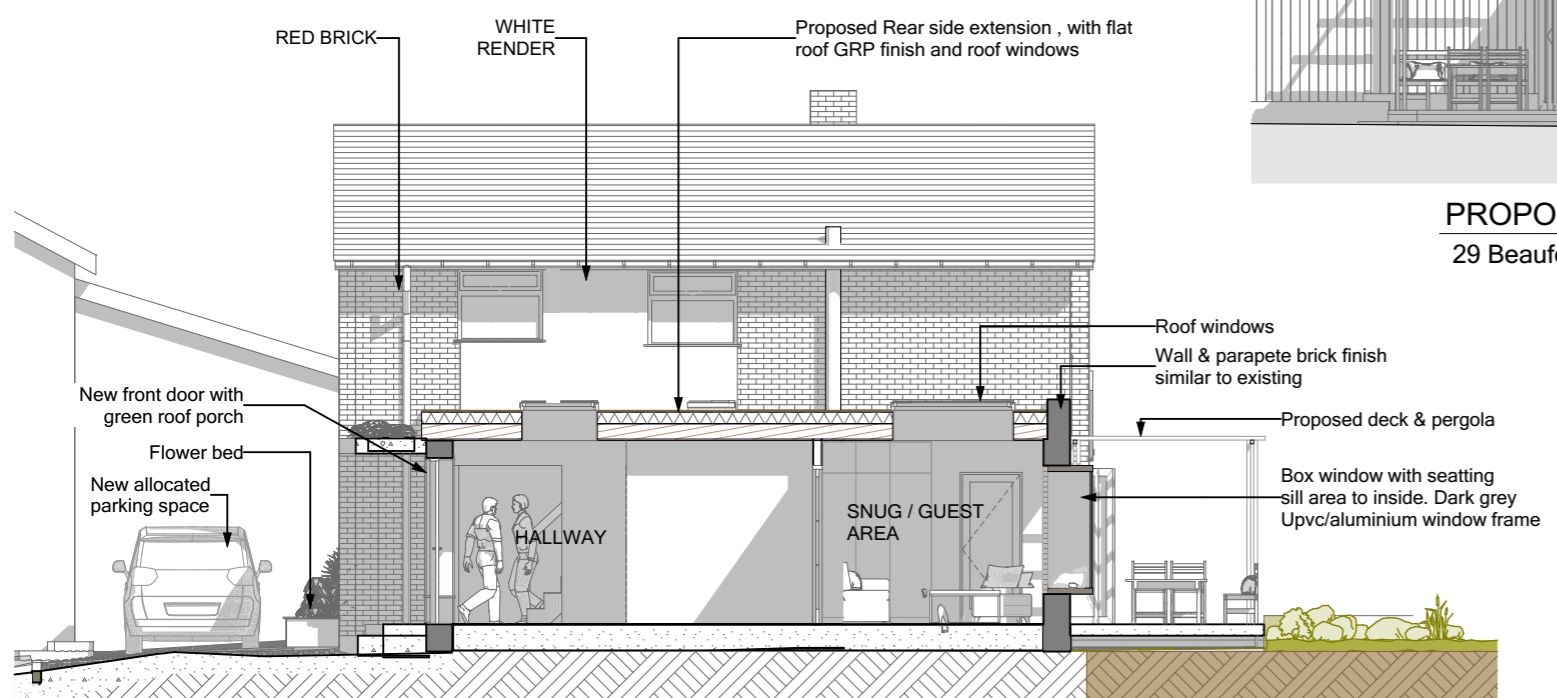 RED BRICK
WHITE
RENDER
Proposed Rear side extension , with flat
roof GRP finish and roof windows
PROPO
29 Beaufo
Roof windows
Wall & parapete brick finish
similar to existing
New front door with
green roof porch
Proposed deck & pergola
Flower bed
New allocated
parking space
Box window with seatting
sill area to inside. Dark grey
Upvc/aluminium window frame
SNUG / GUEST
AREA
HALLWAY